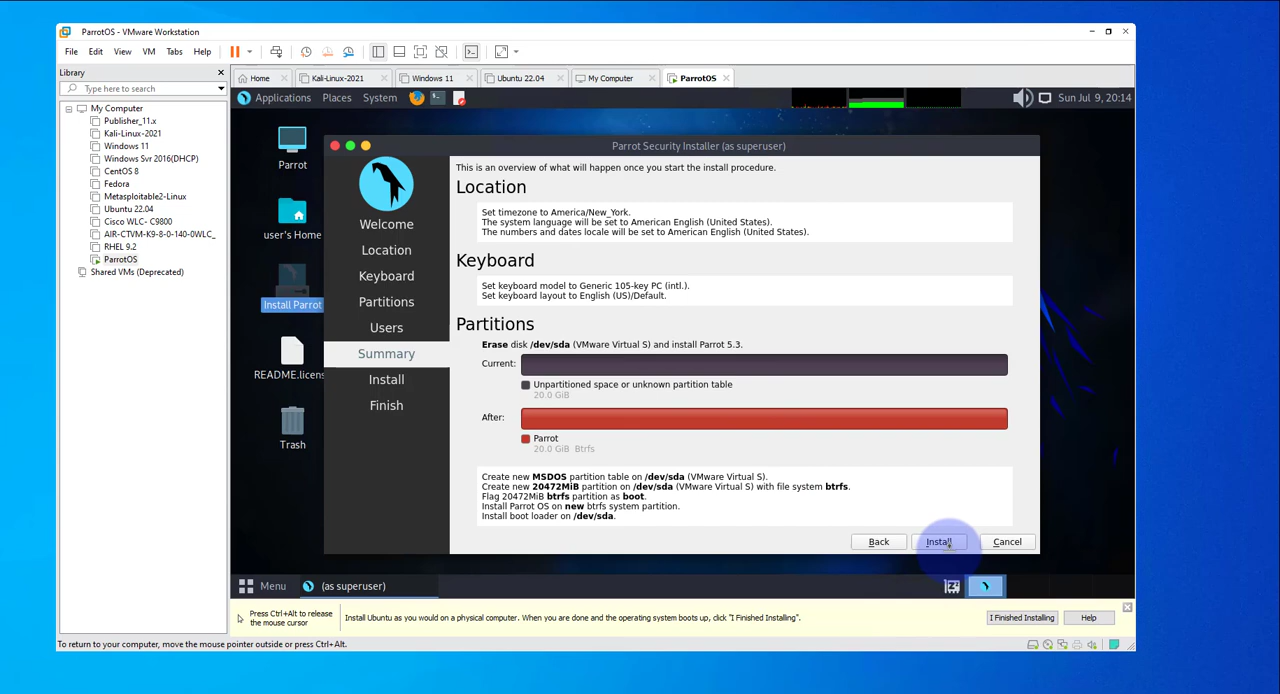 ParrotOS - VMware Workstation
File Edit View VM Tabs Help
Library
Type here to search
My Computer
Publisher_11.x
Kali-Linux-2021
Windows 11
Windows Svr 2016(DHCP)
CentOS 8
Fedora
Metasploitable2-Linux
Ubuntu 22.04
Cisco WLC- C9800
AIR-CTVM-K9-8-0-140-0WLC_
RHEL 9.2
ParrotOS
Shared VMs (Deprecated)
Home Kali-Linux-2021 Windows 11 Ubuntu 22.04 My Computer ParrotOS
Applications Places System Sun Jul 9, 20:14
Parrot
user's Home
Install Parrot
README.licens
Trash
Parrot Security Installer (as superuser)
Welcome
Location
Keyboard
Partitions
Users
Summary
Install
Finish
This is an overview of what will happen once you start the install procedure.
Location
Set timezone to America/New_York.
The system language will be set to American English (United States).
The numbers and dates locale will be set to American English (United States).
Keyboard
Set keyboard model to Generic 105-key PC (intl.).
Set keyboard layout to English (US)/Default.
Partitions
Erase disk /dev/sda (VMware Virtual S) and install Parrot 5.3.
Current:
Unpartitioned space or unknown partition table
20.0 GiB
After:
Parrot
20.0 GiB Btrfs
Create new MSDOS partition table on /dev/sda (VMware Virtual S).
Create new 20472MiB partition on /dev/sda (VMware Virtual S) with file system btrfs.
Flag 20472MiB btrfs partition as boot.
Install Parrot OS on new btrfs system partition.
Install boot loader on /dev/sda.
Back Install Cancel
Menu (as superuser)
Press Ctrl+Alt to release
the mouse cursor
Install Ubuntu as you would on a physical computer. When you are done and the operating system boots up, click "I Finished Installing".
I Finished Installing Help
To return to your computer, move the mouse pointer outside or press Ctrl+Alt.